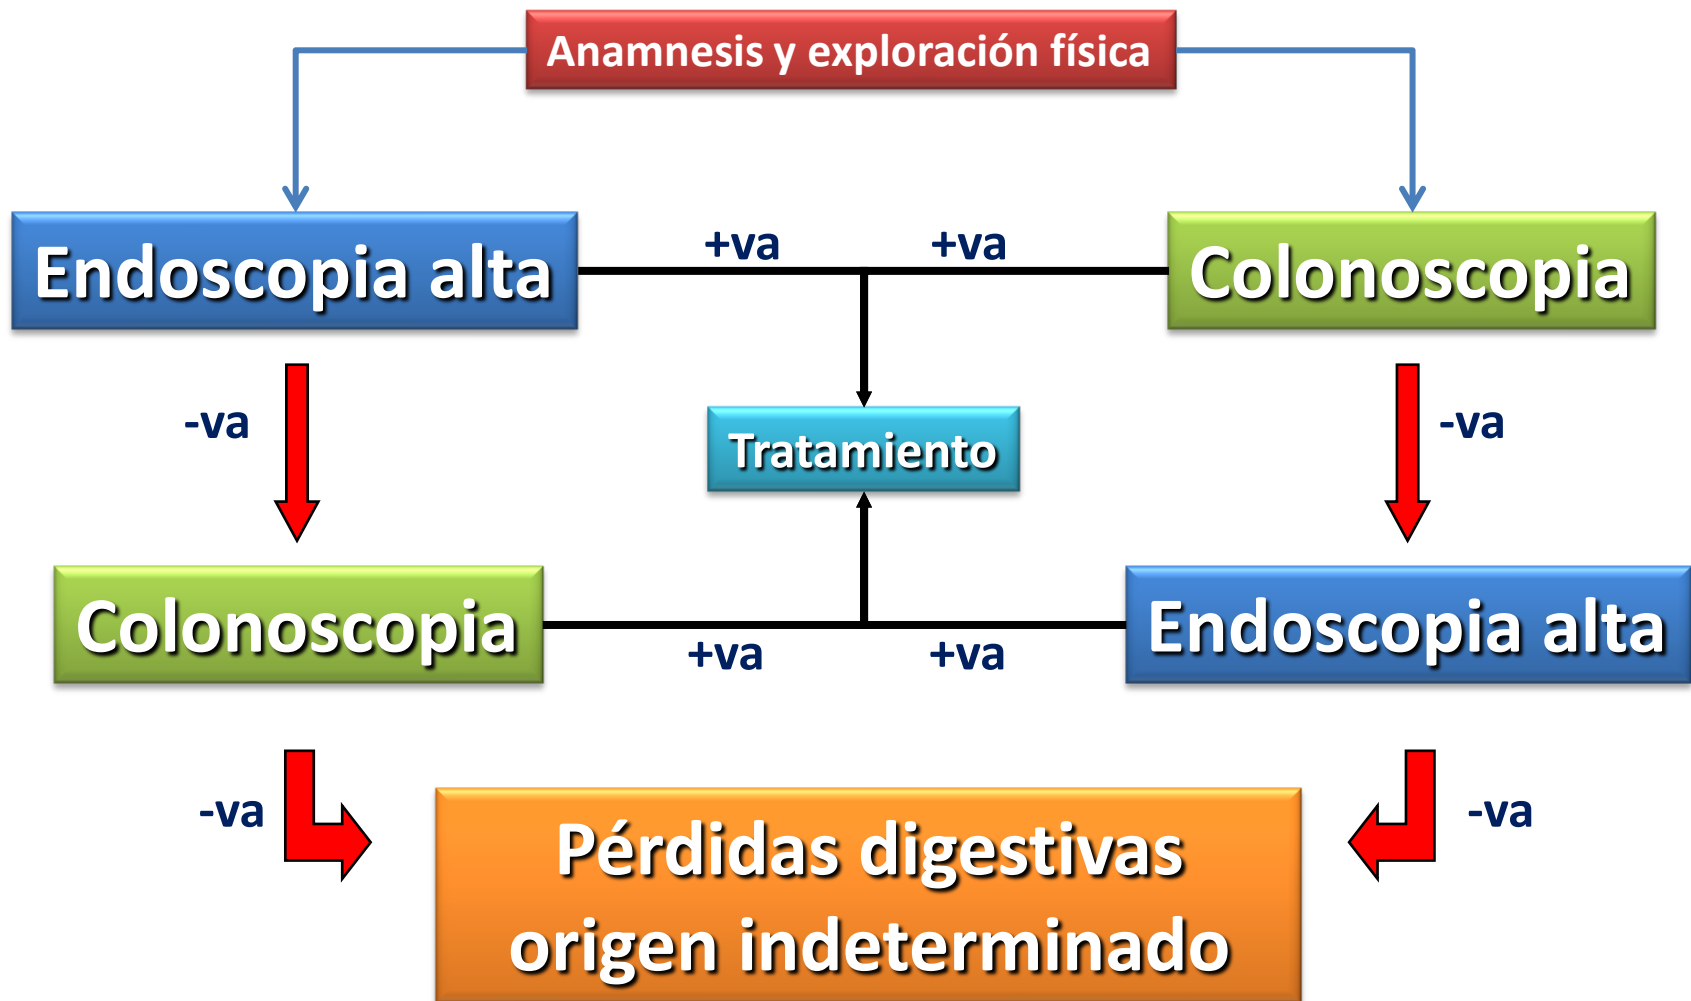 Anamnesis y exploración física
Endoscopia alta
+va
+va
Colonoscopia
-va
Tratamiento
-va
Colonoscopia
+va
+va
Endoscopia alta
-va
Pérdidas digestivas
origen indeterminado
-va